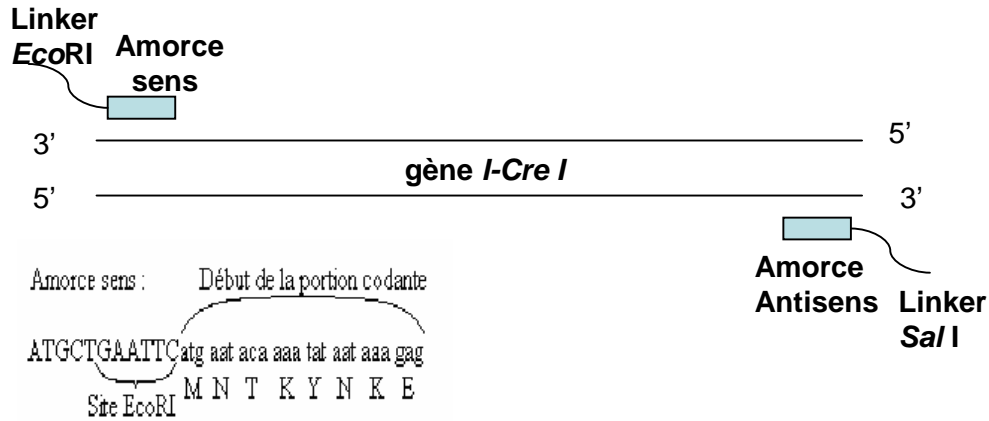 Linker
EcoRI
Amorce
sens
3’
5’
gène I-Cre I
5’
3’
Amorce
Antisens
Linker
Sal I
Amorce sens :
Début de la portion codante
ATGCTGAATTCatg aat aca aaa tat aat aaa gag
M N T K Y N K E
Site EcoRI